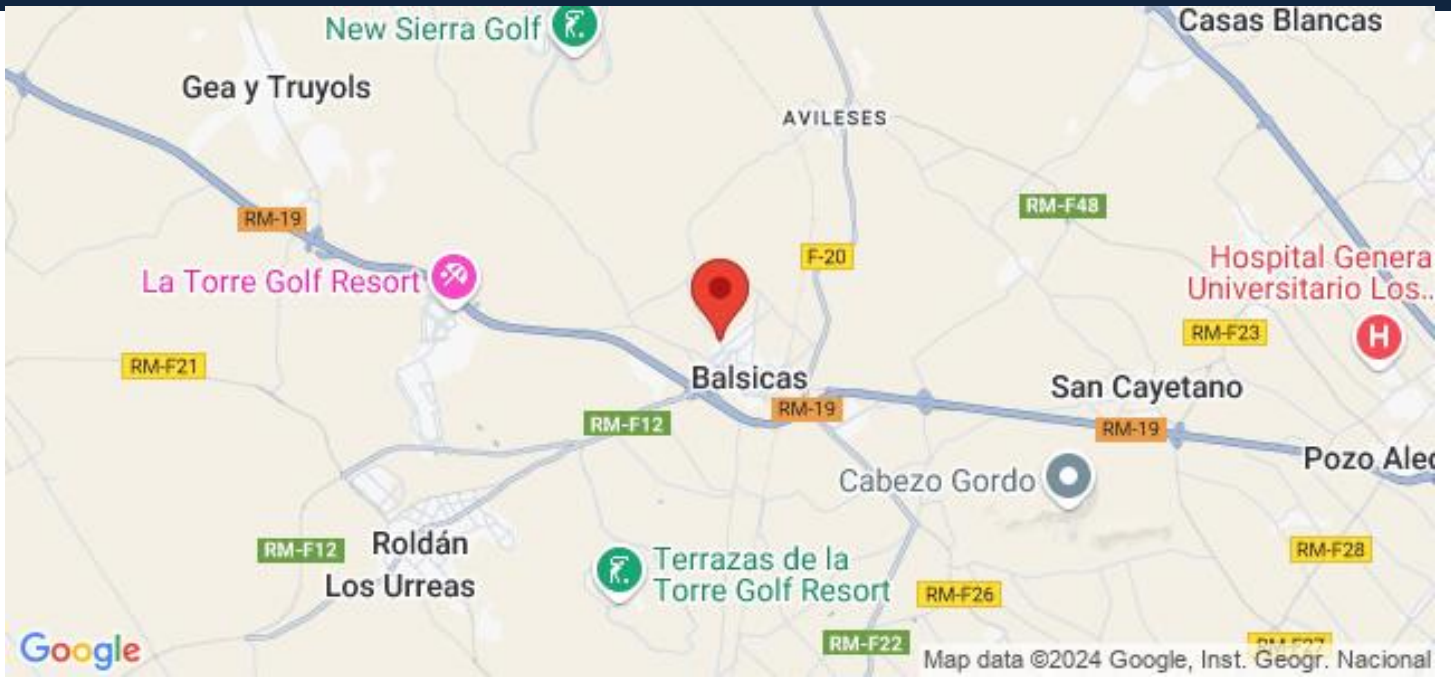 New Sierra Golf
Casas Blancas
Gea y Truyols
AVILESES
RM-F48
RM-19
F-20
Hospital Genera
Universitario Los..
La Torre Golf Resort
RM-F23
RM-F21
Balsicas
San Cayetano
RM-19
RM-F12
RM-19
Pozo Alec
Cabezo Gordo
RM-F12
Roldán
Los Urreas
RM-F28
Terrazas de la
Torre Golf Resort
RM-F26
RM-F22
RM-F27
Google
Map data ©2024 Google, Inst. Geogr. Nacional
H